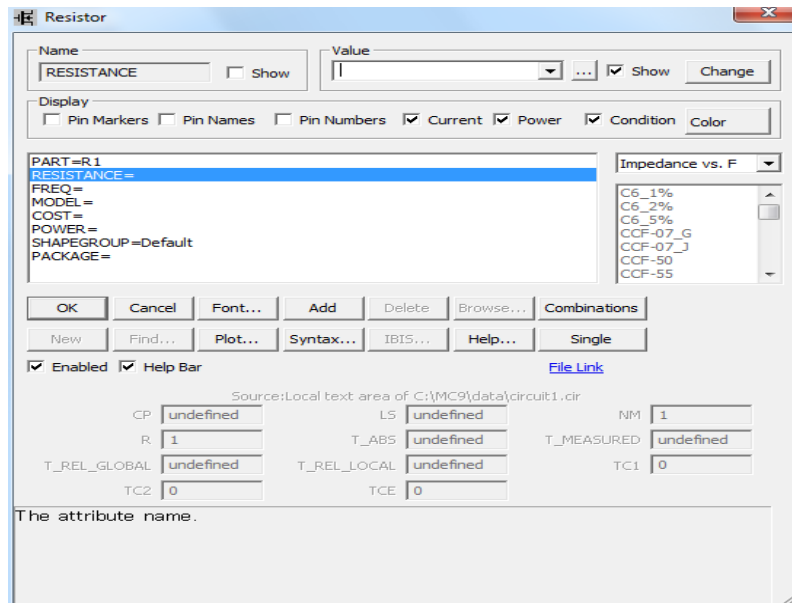 Resistor
Name
RESISTANCE
Show
Value
...
Show
Change
Display
Pin Markers Pin Names Pin Numbers Current Power Condition Color
PART=R1
RESISTANCE=
FREQ=
MODEL=
COST=
POWER=
SHAPEGROUP=Default
PACKAGE=
Impedance vs. F
C6_1%
C6_2%
C6_5%
CCF-07_G
CCF-07_J
CCF-50
CCF-55
OK Cancel Font... Add Delete Browse... Combinations
New Find... Plot... Syntax... IBIS... Help... Single
Enabled Help Bar File Link
Source:Local text area of C:\MC9\data\circuit1.cir
CP undefined LS undefined NM 1
R 1 T_ABS undefined T_MEASURED undefined
T_REL_GLOBAL undefined T_REL_LOCAL undefined TC1 0
TC2 0 TCE 0
The attribute name.